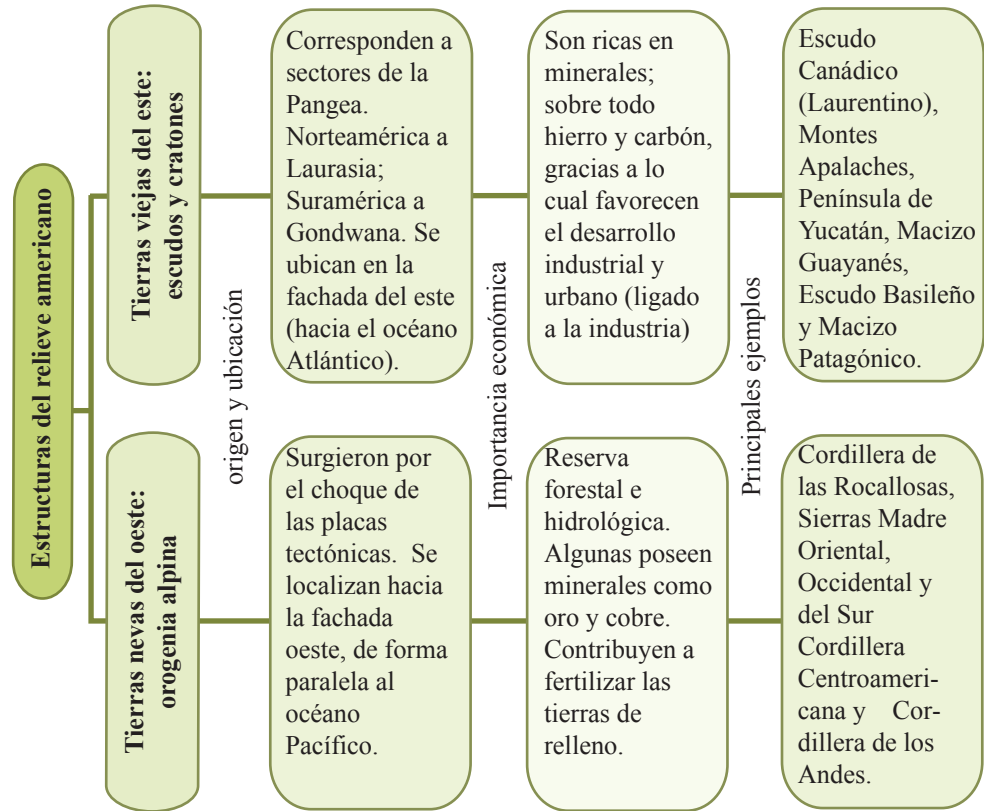 Estructuras del relieve americano
Tierras viejas del este:
escudos y cratones
origen y ubicación
Corresponden a
sectores de la
Pangea.
Norteamérica a
Laurasia;
Suramérica a
Gondwana. Se
ubican en la
fachada del este
(hacia el océano
Atlántico).
Importancia económica
Son ricas en
minerales;
sobre todo
hierro y carbón,
gracias a lo
cual favorecen
el desarrollo
industrial y
urbano (ligado
a la industria)
Principales ejemplos
Escudo
Canádico
(Laurentino),
Montes
Apalaches,
Península de
Yucatán, Macizo
Guayanés,
Escudo Basileño
y Macizo
Patagónico.
Tierras nevas del oeste:
orogenia alpina
Surgieron por
el choque de
las placas
tectónicas. Se
localizan hacia
la fachada
oeste, de forma
paralela al
océano
Pacífico.
Reserva
forestal e
hidrológica.
Algunas poseen
minerales como
oro y cobre.
Contribuyen a
fertilizar las
tierras de
relleno.
Cordillera de
las Rocallosas,
Sierras Madre
Oriental,
Occidental y
del Sur
Cordillera
Centroameri-
cana y Cor-
dillera de los
Andes.